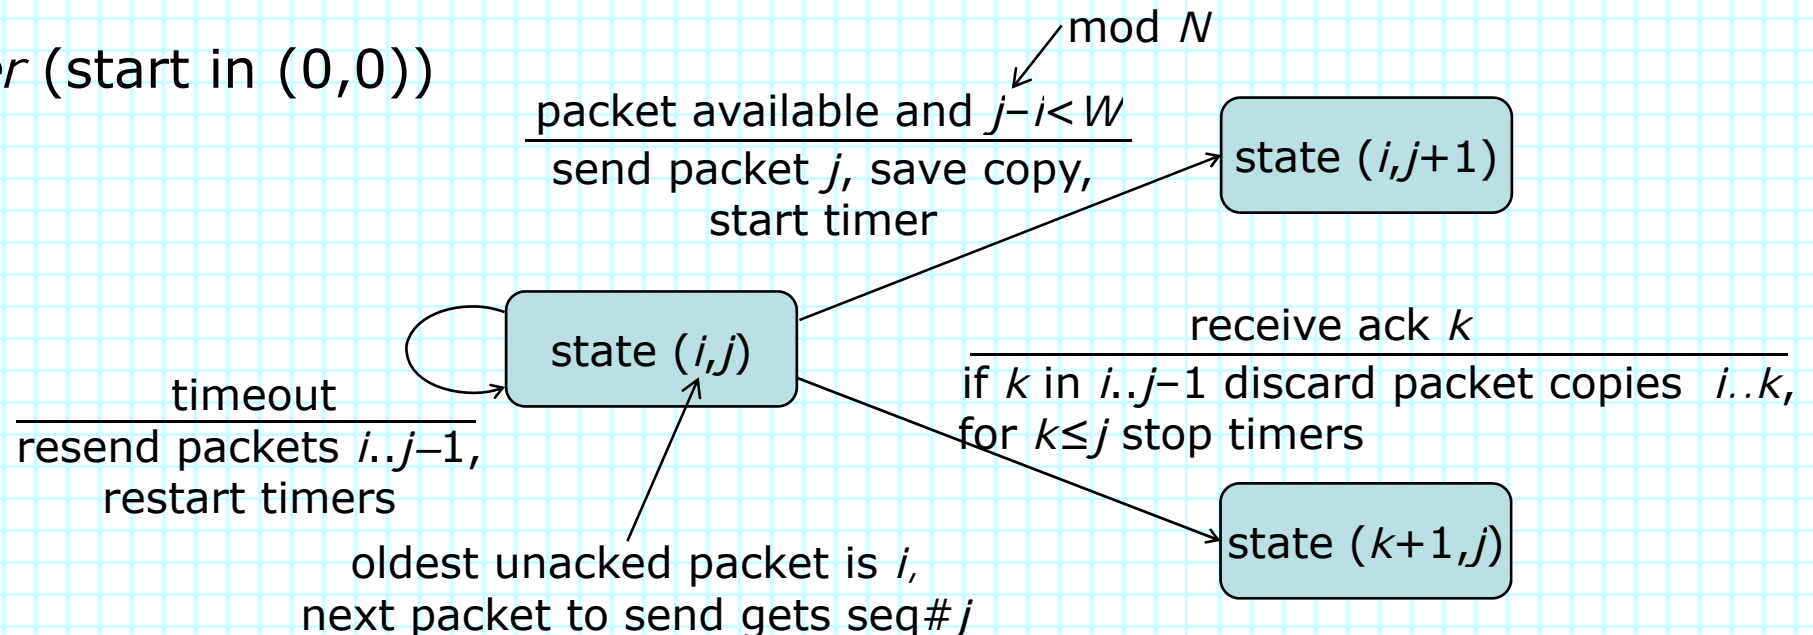 mod N
r (start in (0,0))
packet available and j–i<W
send packet j, save copy,
start timer
state (i,j+1)
state (i,j)
receive ack k
if k in i..j–1 discard packet copies i..k,
for k≤j stop timers
timeout
resend packets i..j–1,
restart timers
state (k+1,j)
oldest unacked packet is i,
next packet to send gets seq#j